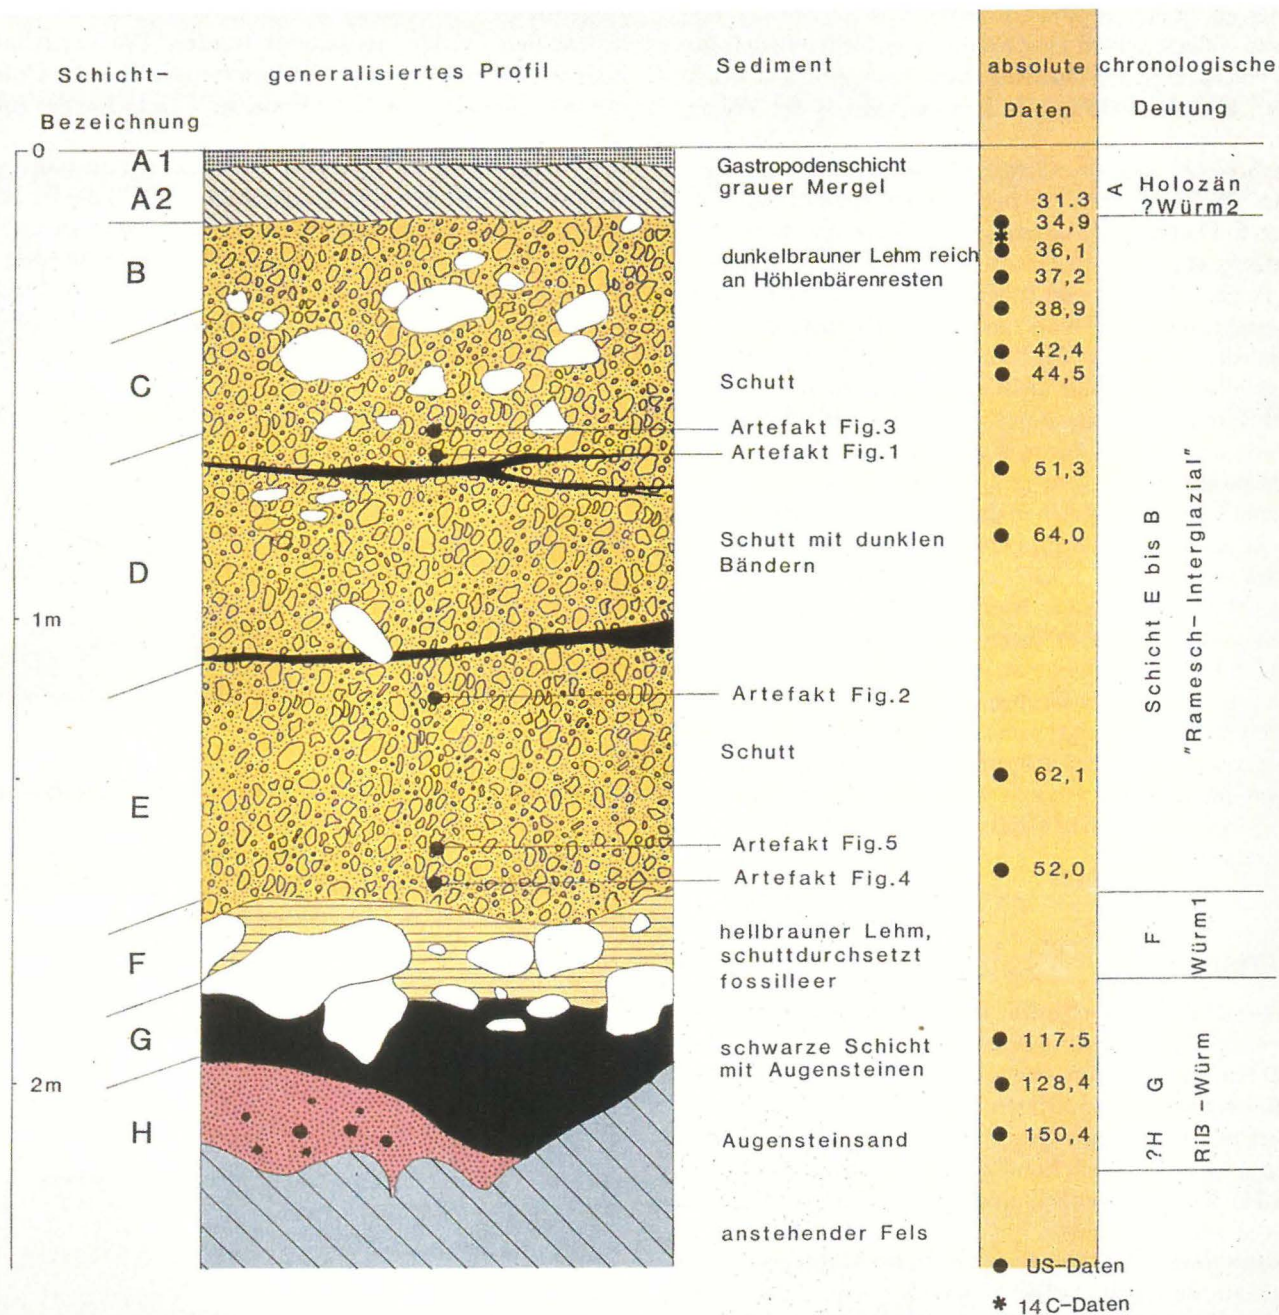 Schicht-
Bezeichnung
generalisiertes Profil
Sediment
absolute
Daten
chronologische
Deutung
0
1m
2m
A1
A2
B
C
D
E
F
G
H
Gastropodenschicht
grauer Mergel
dunkelbrauner Lehm reich
an Höhlenbärenresten
Schutt
Artefakt Fig.3
Artefakt Fig.1
Schutt mit dunklen
Bändern
Artefakt Fig.2
Schutt
Artefakt Fig.5
Artefakt Fig.4
hellbrauner Lehm,
schuttdurchsetzt
fossilleer
schwarze Schicht
mit Augensteinen
Augensteinsand
anstehender Fels
31.3
34,9
36,1
37,2
38,9
42,4
44,5
51,3
64,0
62,1
52,0
117.5
128,4
150,4
US-Daten
14C-Daten
A
Holozän
?Würm2
Schicht E bis B
"Ramesch- Interglazial"
F
Würm1
?H G
RiB -Würm